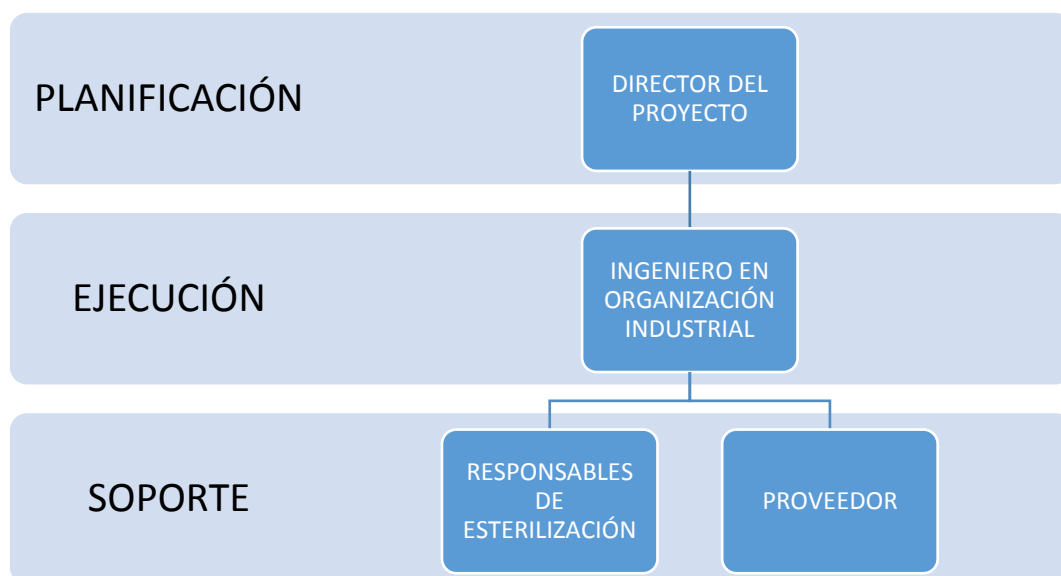 PLANIFICACIÓN
DIRECTOR DEL
PROYECTO
EJECUCIÓN
INGENIERO EN
ORGANIZACIÓN
INDUSTRIAL
SOPORTE
RESPONSABLES
DE
ESTERILIZACIÓN
PROVEEDOR